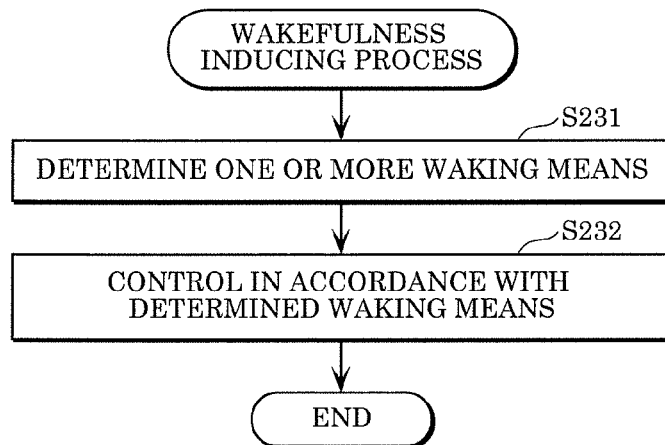 WAKEFULNESS
INDUCING PROCESS
S231
DETERMINE ONE OR MORE WAKING MEANS
S232
CONTROL IN ACCORDANCE WITH
DETERMINED WAKING MEANS
END